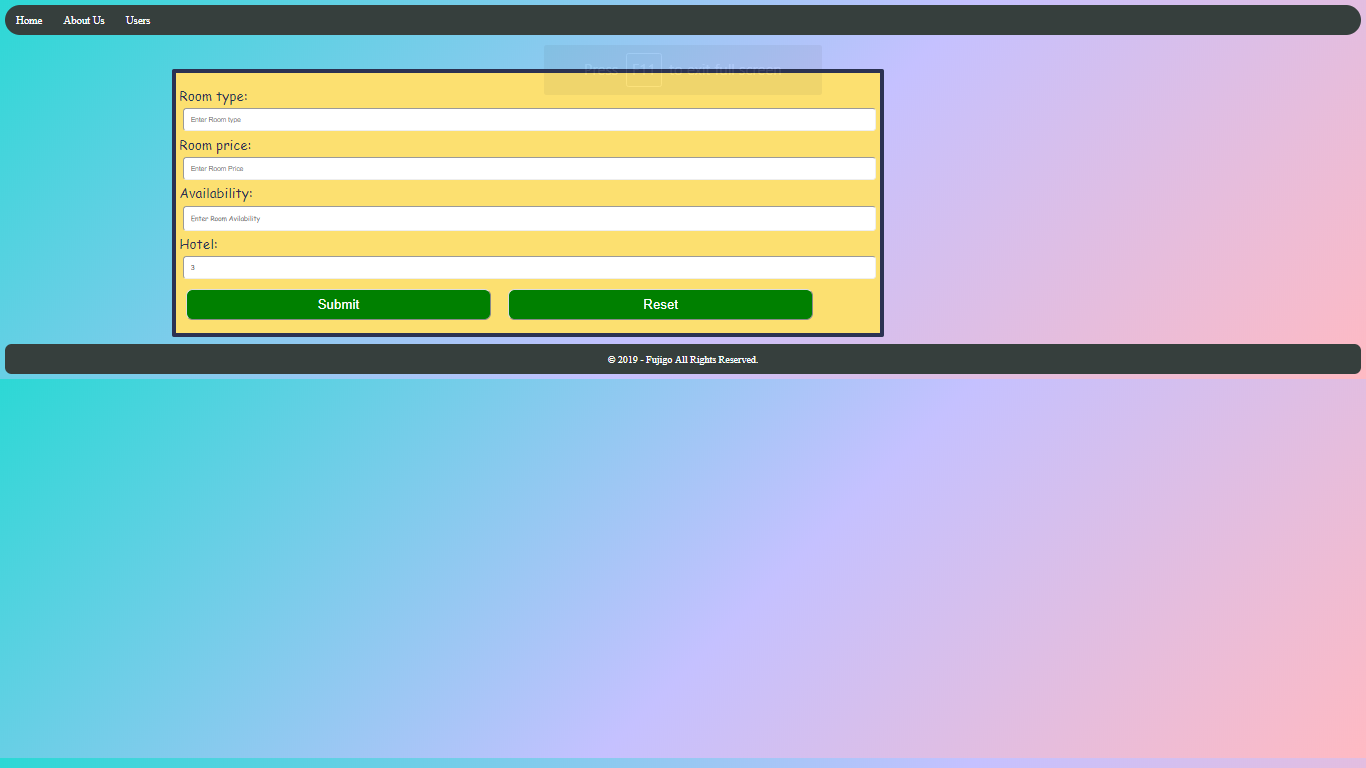 Home About Us Users
Press F11 to exit full screen
Room type:
Enter Room type
Room price:
Enter Room Price
Availability:
Enter Room Avilability
Hotel:
3
Submit Reset
© 2019 - Fujigo All Rights Reserved.